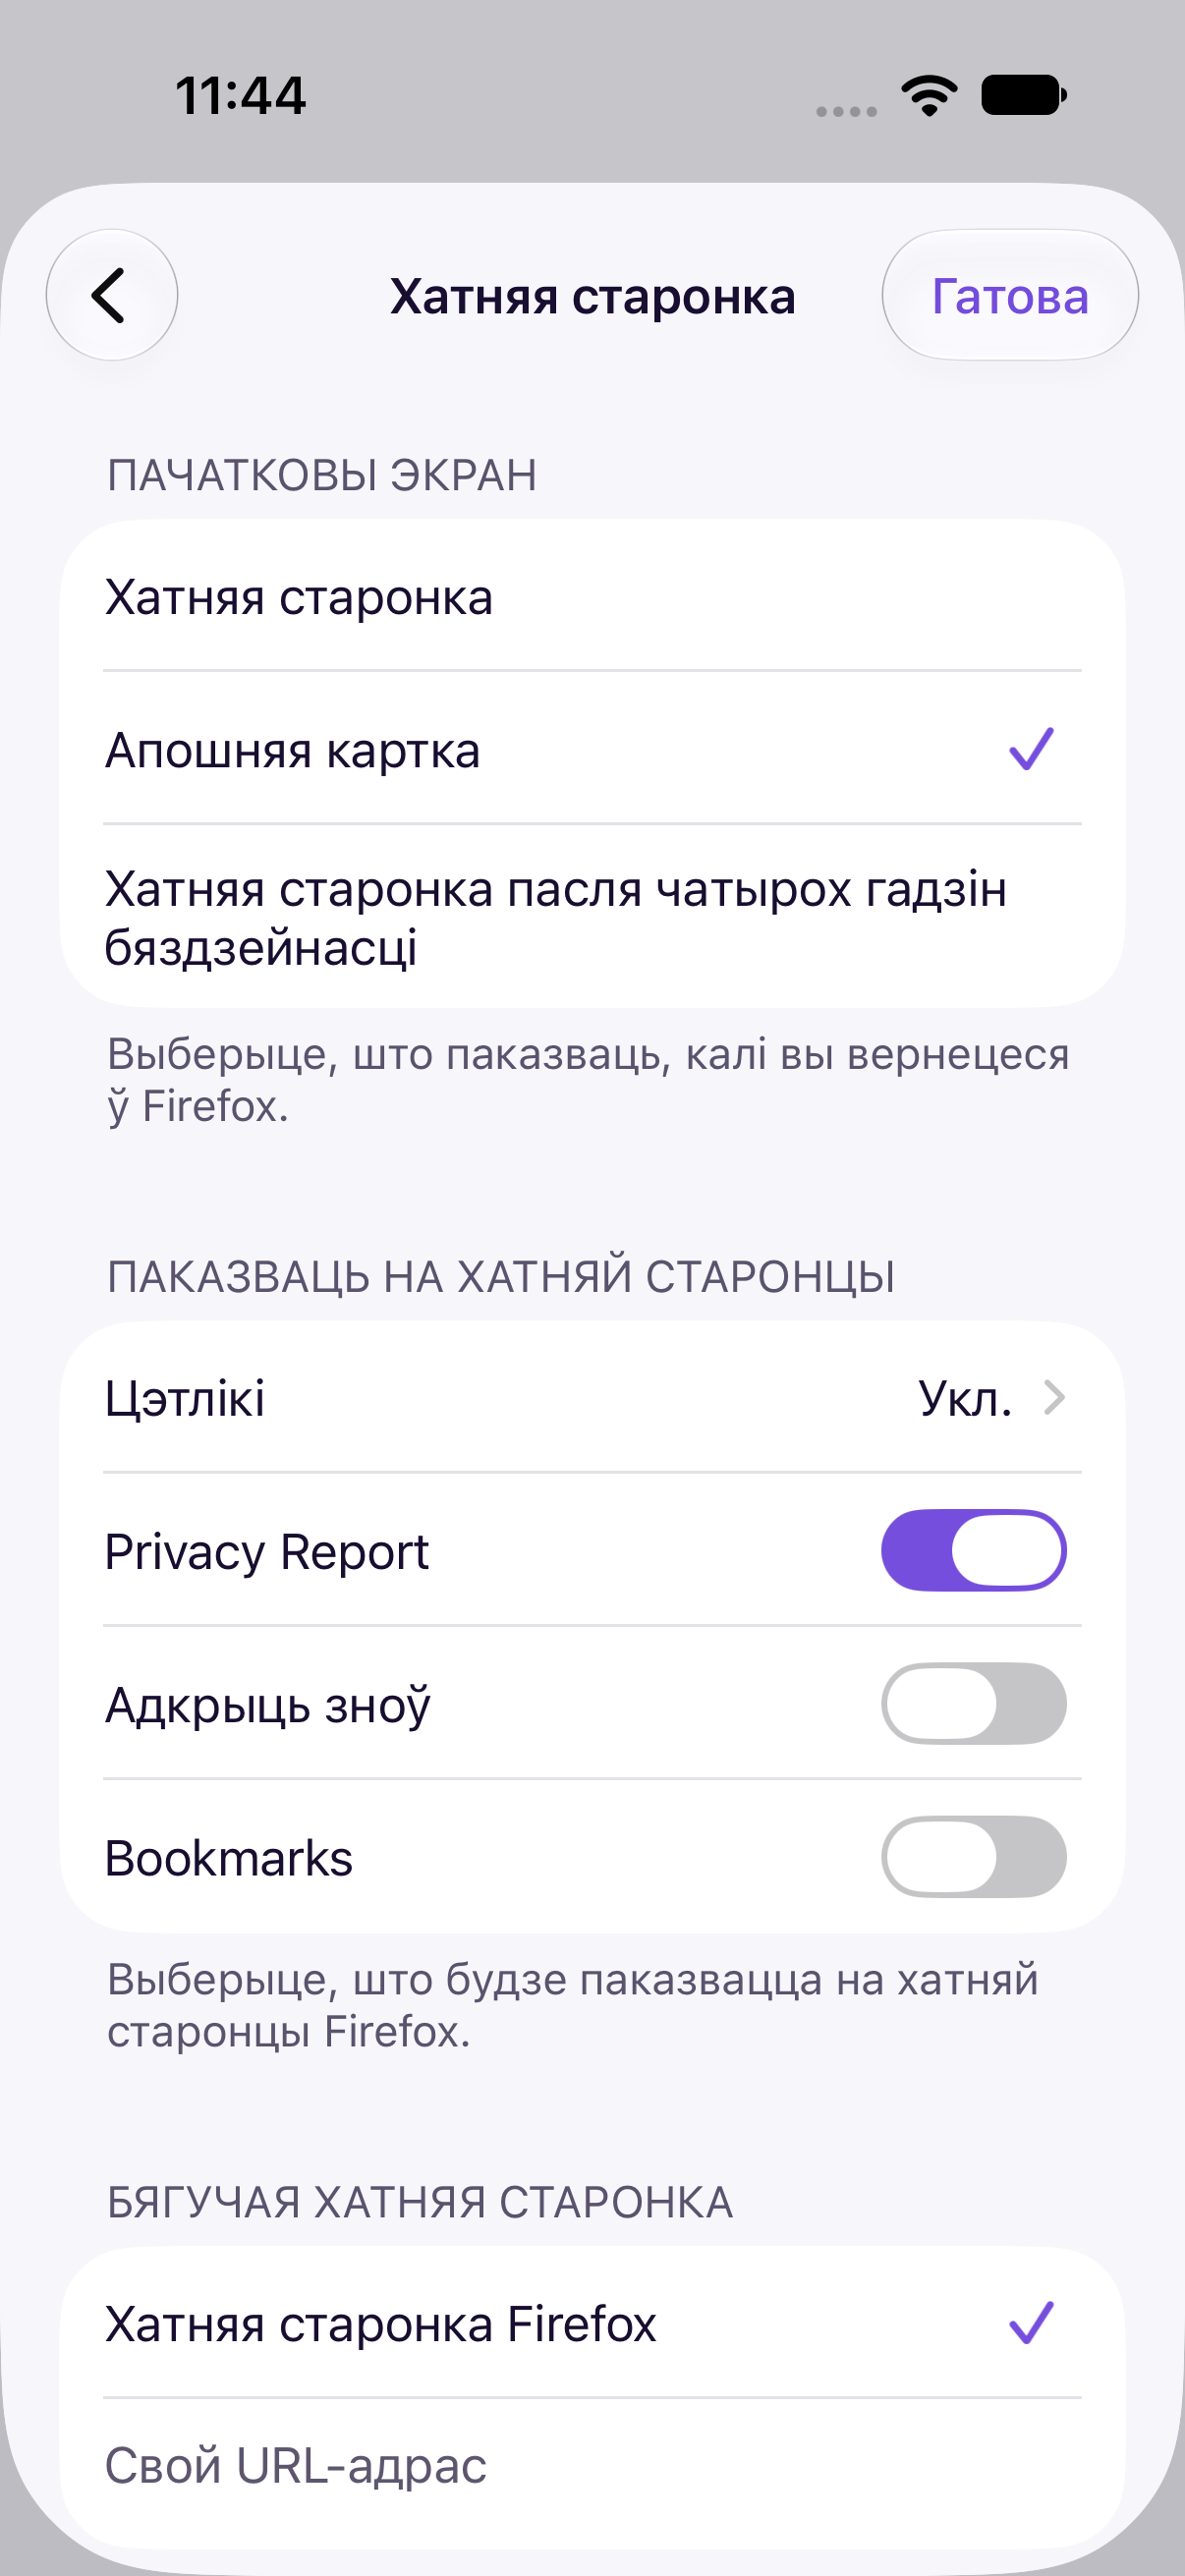 11:44
Хатняя старонка
Гатова
ПАЧАТКОВЫ ЭКРАН
Хатняя старонка
Апошняя картка
Хатняя старонка пасля чатырох гадзін
бяздзейнасці
Выберыце, што паказваць, калі вы вернецеся
ў Firefox.
ПАКАЗВАЦЬ НА ХАТНЯЙ СТАРОНЦЫ
Цэтлікі
Укл.
Privacy Report
Адкрыць зноў
Bookmarks
Выберыце, што будзе паказвацца на хатняй
старонцы Firefox.
БЯГУЧАЯ ХАТНЯЯ СТАРОНКА
Хатняя старонка Firefox
Свой URL-адрас